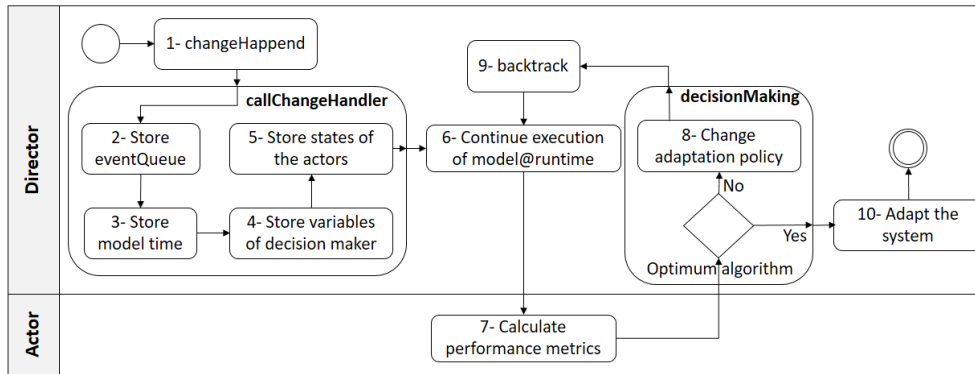 Director
1- changeHappend
callChangeHandler
2- Store
eventQueue
3- Store
model time
4- Store variables
of decision maker
5- Store states of
the actors
9- backtrack
6- Continue execution
of model@runtime
decisionMaking
8- Change
adaptation policy
No
Yes
Optimum algorithm
10- Adapt the
system
Actor
7- Calculate
performance metrics